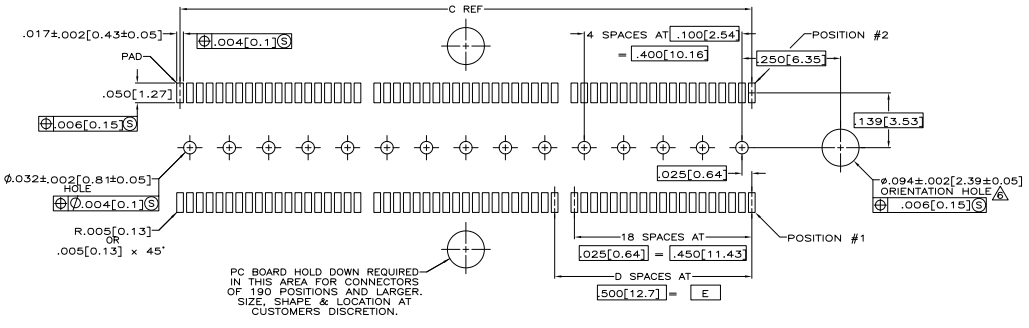 C REF
.017±.002[0.43±0.05]
⌖ .004[0.1]Ⓢ
4 SPACES AT .100[2.54]
= .400[10.16]
POSITION #2
PAD
.250[6.35]
.050[1.27]
⌖.006[0.15]Ⓢ
.139[3.53]
Ø.032±.002[0.81±0.05]
HOLE
⌖Ø.004[0.1]Ⓢ
.025[0.64]
Ø.094±.002[2.39±0.05]
ORIENTATION HOLE 6
⌖ .006[0.15]Ⓢ
R.005[0.13]
OR
.005[0.13] x 45°
18 SPACES AT
.025[0.64] = .450[11.43]
POSITION #1
D SPACES AT
.500[12.7] = E
PC BOARD HOLD DOWN REQUIRED
IN THIS AREA FOR CONNECTORS
OF 190 POSITIONS AND LARGER.
SIZE, SHAPE & LOCATION AT
CUSTOMERS DISCRETION.